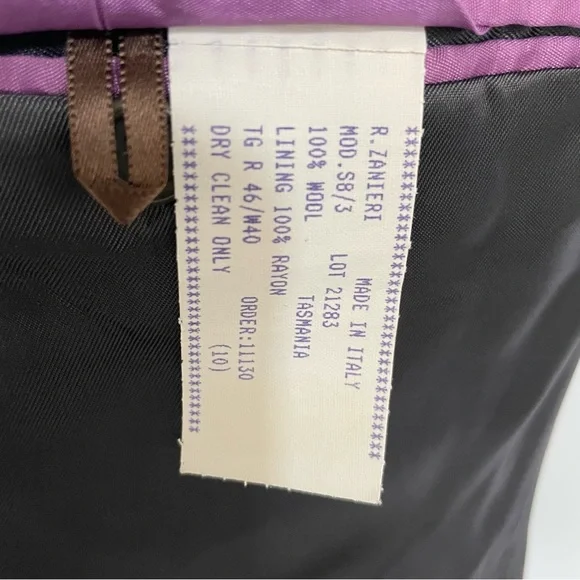 *****************************
R.ZANIERI MADE IN ITALY
MOD.SB/3 LOT 21283
100% WOOL TASMANIA
LINING 100% RAYON
TG R 46/W40 ORDER:11130
DRY CLEAN ONLY (10)
*****************************